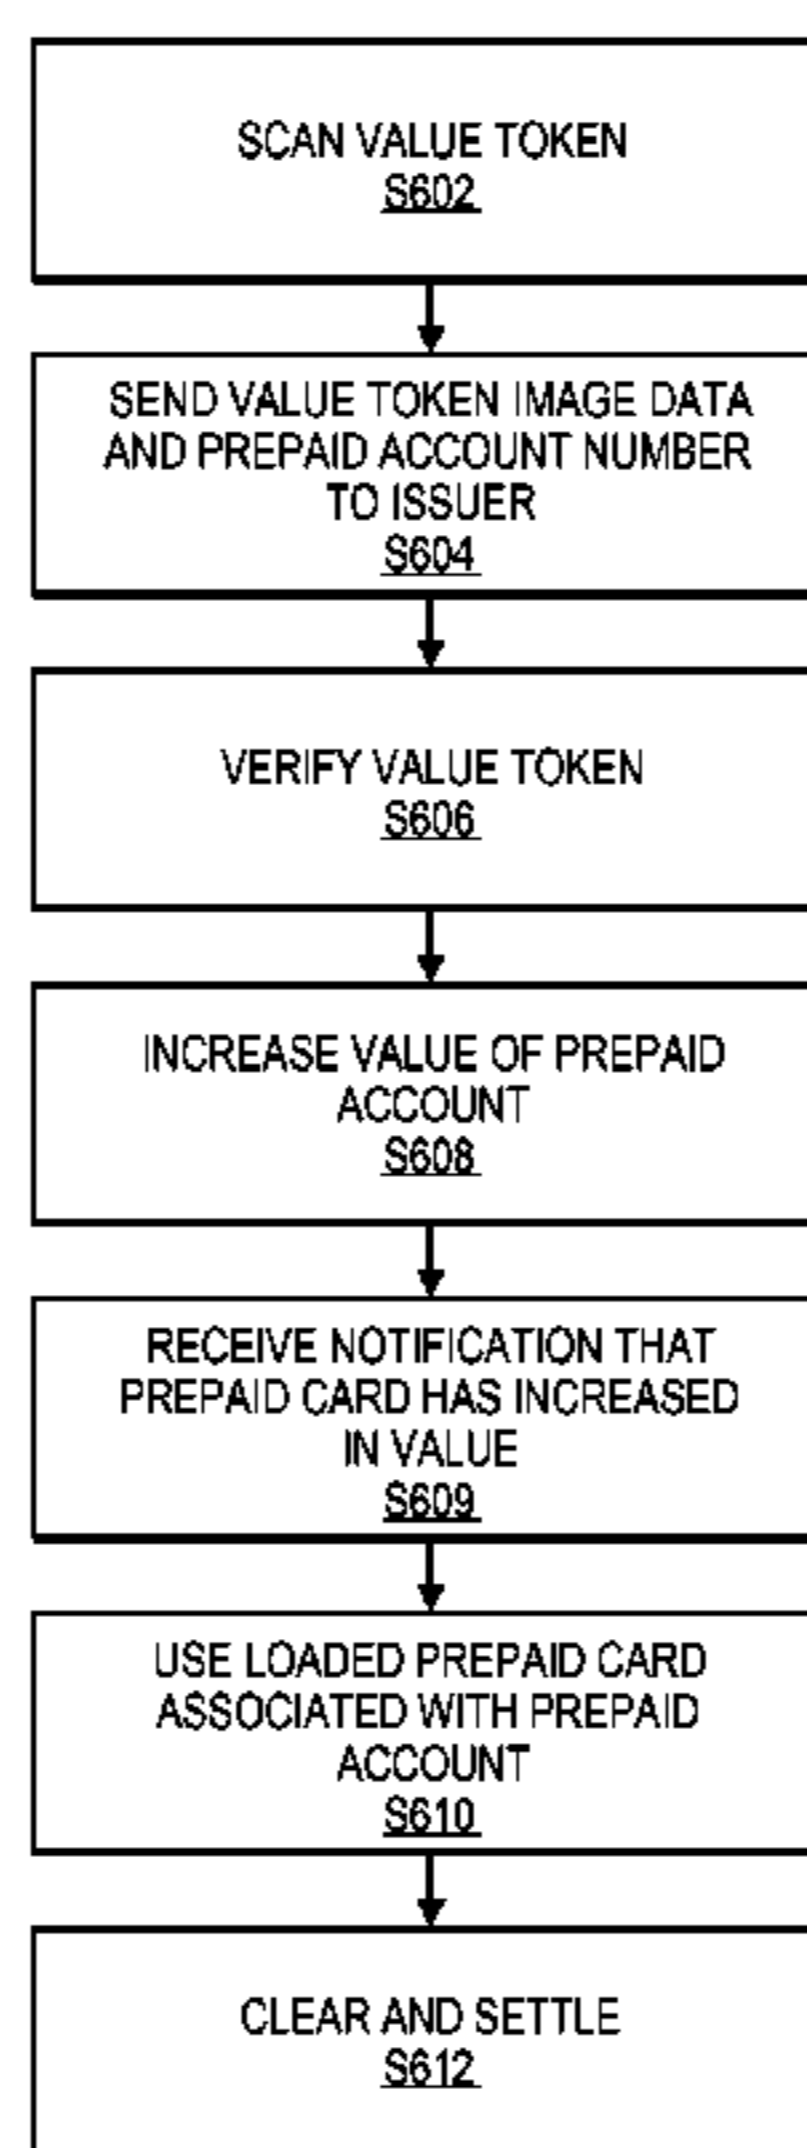 SCAN VALUE TOKEN
S602
SEND VALUE TOKEN IMAGE DATA
AND PREPAID ACCOUNT NUMBER
TO ISSUER
S604
VERIFY VALUE TOKEN
S606
INCREASE VALUE OF PREPAID
ACCOUNT
S608
RECEIVE NOTIFICATION THAT
PREPAID CARD HAS INCREASED
IN VALUE
S609
USE LOADED PREPAID CARD
ASSOCIATED WITH PREPAID
ACCOUNT
S610
CLEAR AND SETTLE
S612